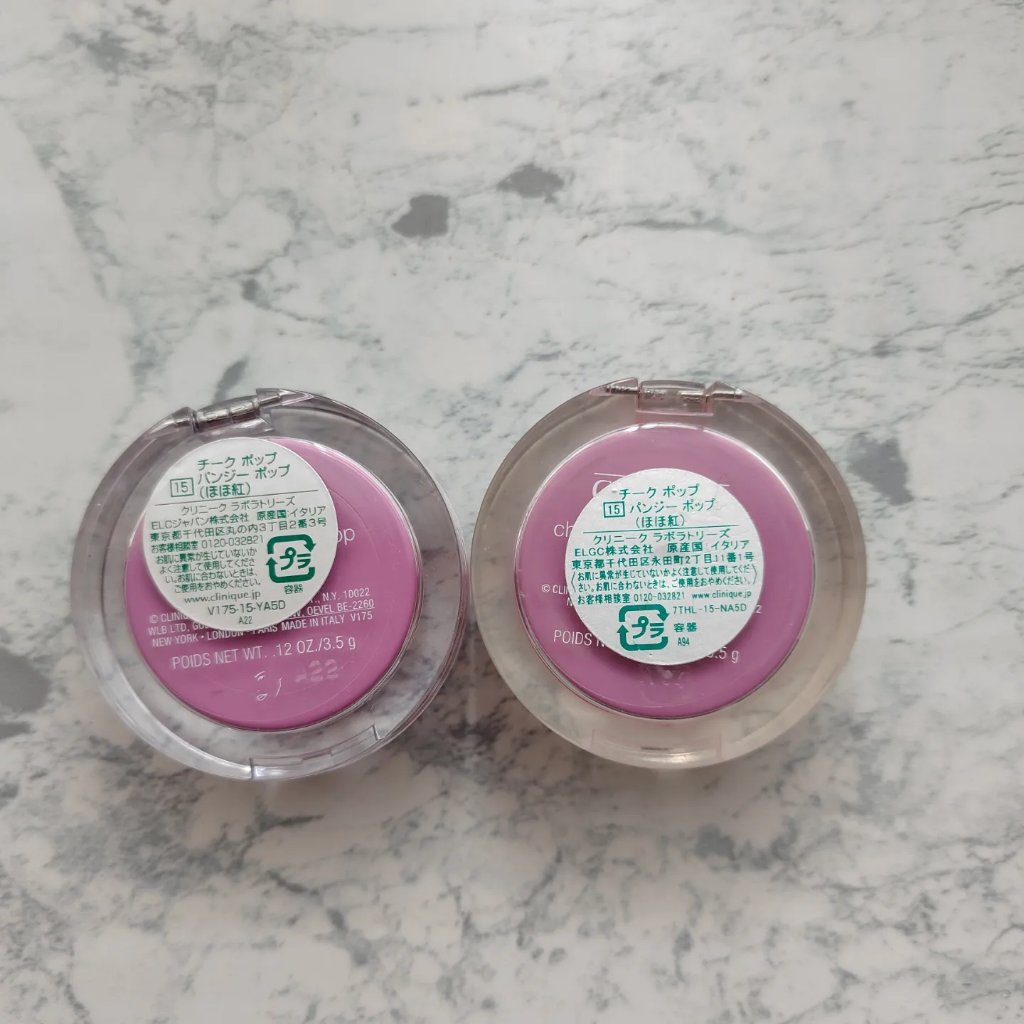 チーク ポップ
15 パンジー ポップ
(ほほ紅)
クリニーク ラボラトリーズ
ELCジャパン株式会社 原産国:イタリア
東京都千代田区丸の内3丁目2番3号
お客様相談室 0120-032821
お肌に異常が生じていないか
よく注意して使用してくださ
い。お肌に合わないときは、
ご使用をおやめください。
プラ
容器
www.clinique.jp
V175-15-YA5D
A22
op
N.Y. 10022
© CLINI
OEVEL BE-2260
WLB LTD,
NEW YORK • LONDON • PARIS MADE IN ITALY V175
POIDS NET WT. .12 OZ./3.5 g
A22
チーク ポップ
15 パンジー ポップ
(ほほ紅)
クリニーク ラボラトリーズ
ELGC株式会社 原産国 イタリア
東京都千代田区永田町2丁目11番1号
お肌に異常が生じていないかよく注意して使用してくだ
さい。お肌に合わないときは、ご使用をおやめください。
お客様相談室 0120-032821 www.clinique.jp
プラ
容器
7THL-15-NA5D
A94
ch
© CL
POIDS N
.5 g